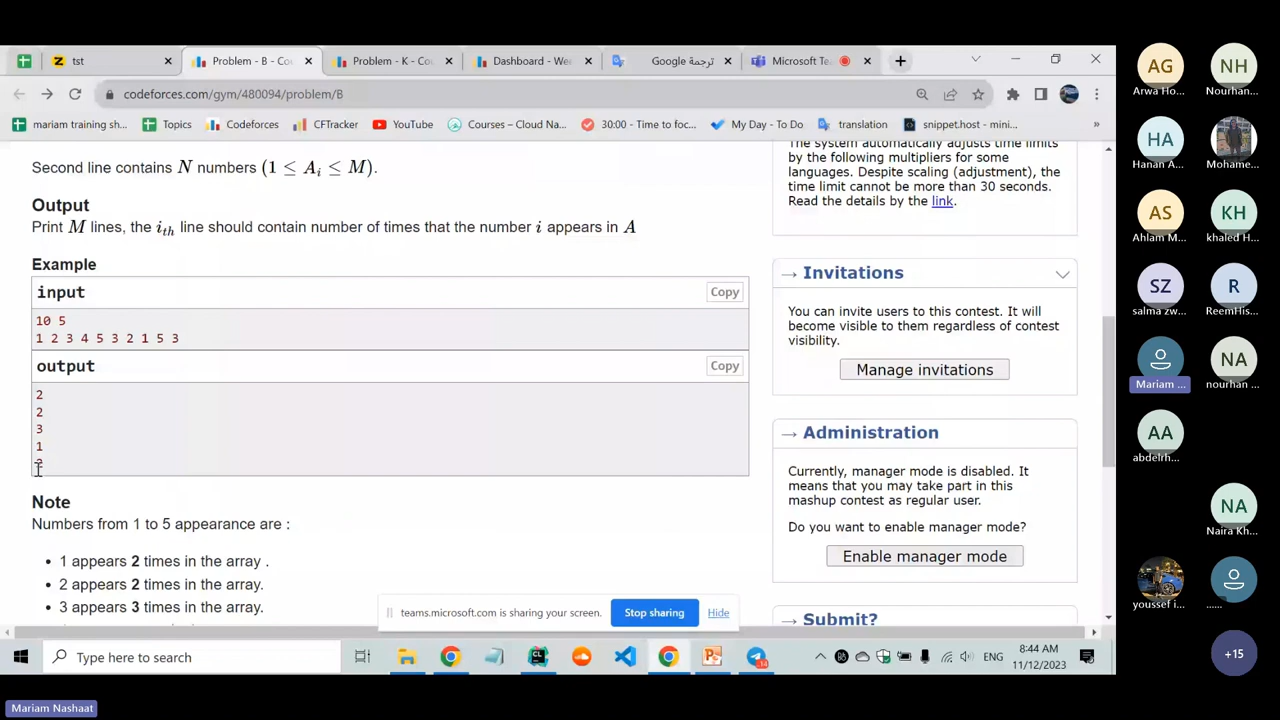 tst
Problem - B - Co
Problem - K - Co
Dashboard - We
Google ترجمة
Microsoft Te
codeforces.com/gym/480094/problem/B
mariam training sh...
Topics
Codeforces
CFTracker
YouTube
Courses – Cloud Na...
30:00 - Time to foc...
My Day - To Do
translation
snippet.host - mini...
»
Second line contains N numbers (1 ≤ Aᵢ ≤ M).
Output
Print M lines, the iₜₕ line should contain number of times that the number i appears in A
Example
input
Copy
10 5
1 2 3 4 5 3 2 1 5 3
output
Copy
2
2
3
1
Note
Numbers from 1 to 5 appearance are :
• 1 appears 2 times in the array .
• 2 appears 2 times in the array.
• 3 appears 3 times in the array.
The system automatically adjusts time limits
by the following multipliers for some
languages. Despite scaling (adjustment), the
time limit cannot be more than 30 seconds.
Read the details by the link.
→ Invitations
You can invite users to this contest. It will
become visible to them regardless of contest
visibility.
Manage invitations
→ Administration
Currently, manager mode is disabled. It
means that you may take part in this
mashup contest as regular user.
Do you want to enable manager mode?
Enable manager mode
→ Submit?
teams.microsoft.com is sharing your screen.
Stop sharing
Hide
Type here to search
ENG
8:44 AM
11/12/2023
AG
Arwa Ho...
NH
Nourhan...
HA
Hanan A...
Mohame...
AS
Ahlam M...
KH
khaled H...
SZ
salma zw...
R
ReemHis...
Mariam ...
NA
nourhan ...
AA
abdelrh...
NA
Naira Kh...
youssef i...
......
+15
Mariam Nashaat